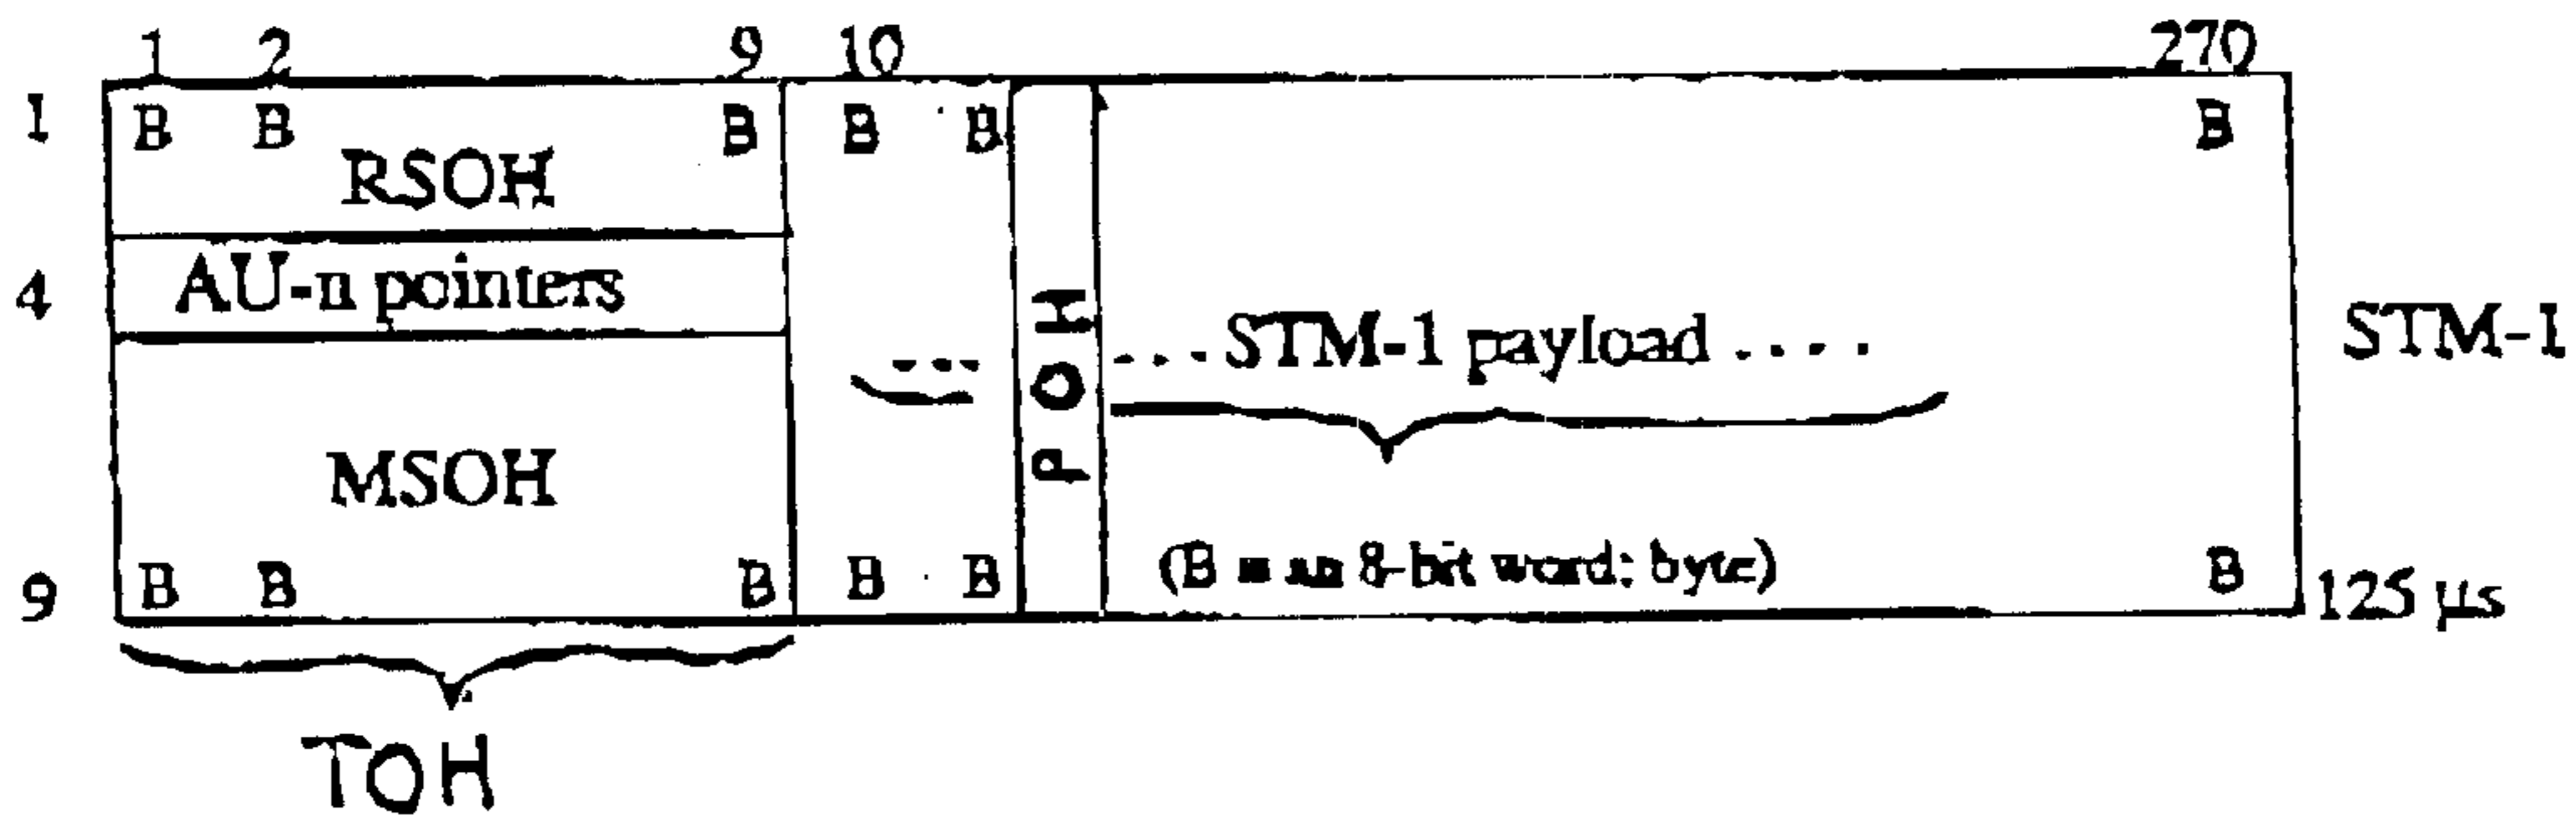 1 2 9 10 270
1 B B B B B B
RSOH
4 AU-n pointers
POH
... ... STM-1 payload .... STM-1
MSOH
9 B B B B B (B = an 8-bit word: byte) B 125 μs
TOH